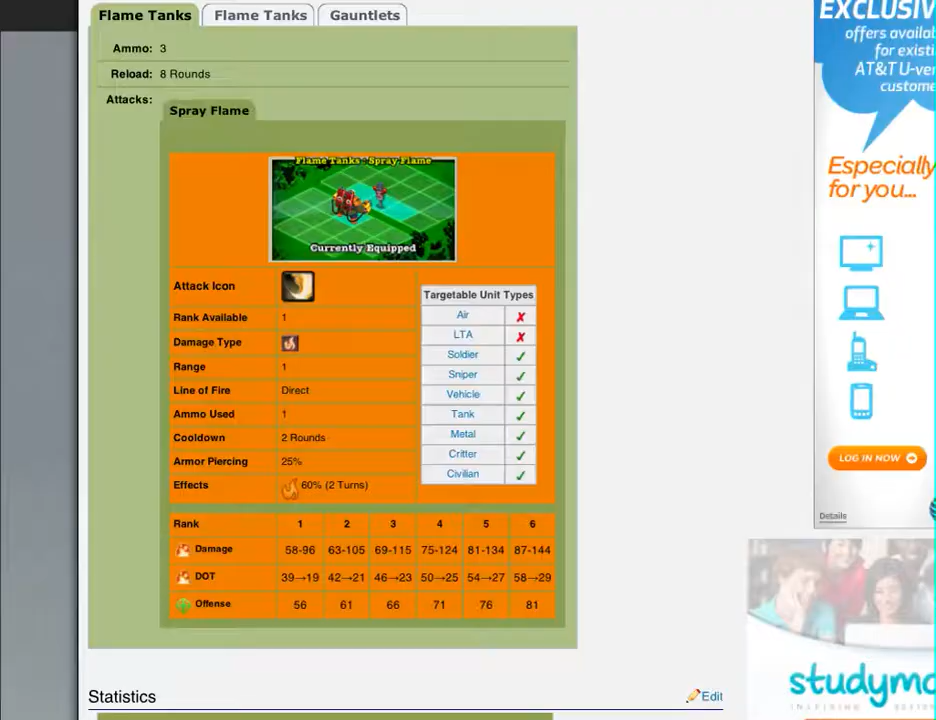 Flame Tanks Flame Tanks Gauntlets
Ammo: 3
Reload: 8 Rounds
Attacks:
Spray Flame
Flame Tanks - Spray Flame
Currently Equipped
Attack Icon
Rank Available 1
Damage Type
Range 1
Line of Fire Direct
Ammo Used 1
Cooldown 2 Rounds
Armor Piercing 25%
Effects 60% (2 Turns)
Targetable Unit Types
Air ✗
LTA ✗
Soldier ✓
Sniper ✓
Vehicle ✓
Tank ✓
Metal ✓
Critter ✓
Civilian ✓
Rank 1 2 3 4 5 6
Damage 58-96 63-105 69-115 75-124 81-134 87-144
DOT 39→19 42→21 46→23 50→25 54→27 58→29
Offense 56 61 66 71 76 81
Statistics Edit
EXCLUSIV
offers availab
for existi
AT&T U-ver
custome
Especially
for you...
LOG IN NOW
Details
studymo